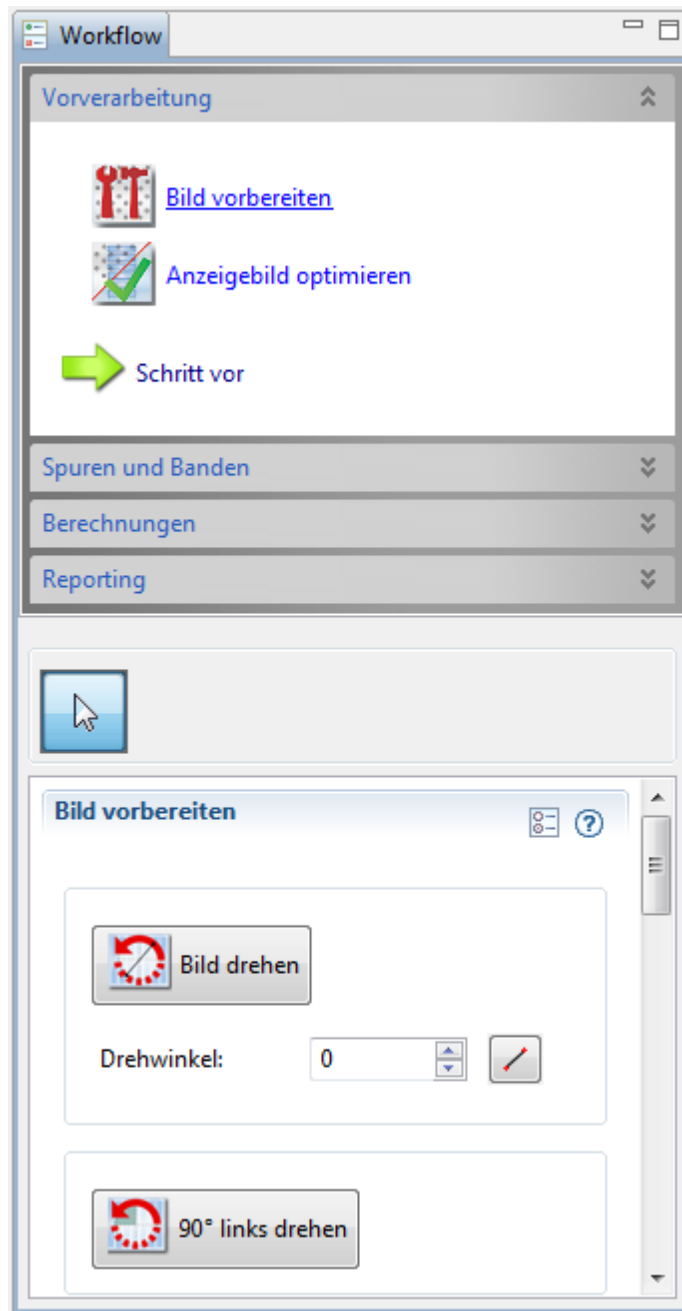 Workflow
Vorverarbeitung
Bild vorbereiten
Anzeigebild optimieren
Schritt vor
Spuren und Banden
Berechnungen
Reporting
Bild vorbereiten
Bild drehen
Drehwinkel: 0
90° links drehen